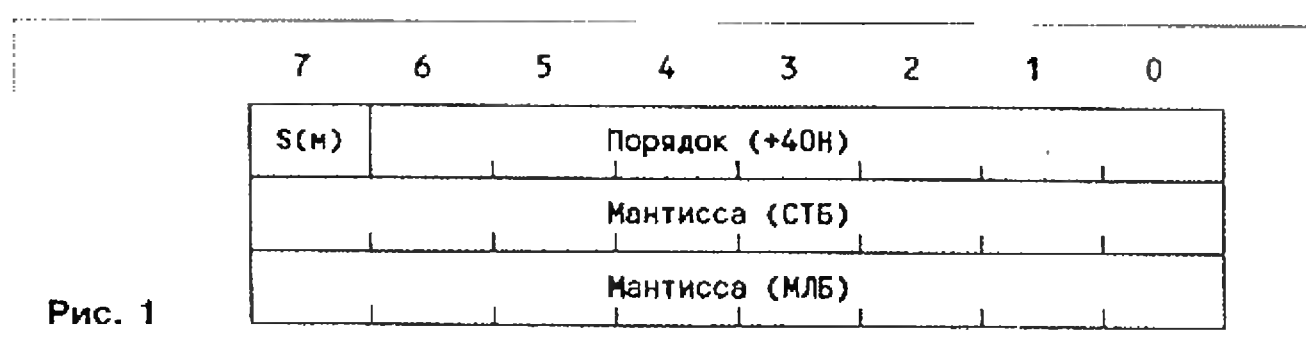 7 6 5 4 3 2 1 0
S(м) Порядок (+40Н)
Мантисса (СТБ)
Мантисса (МЛБ)
Рис. 1